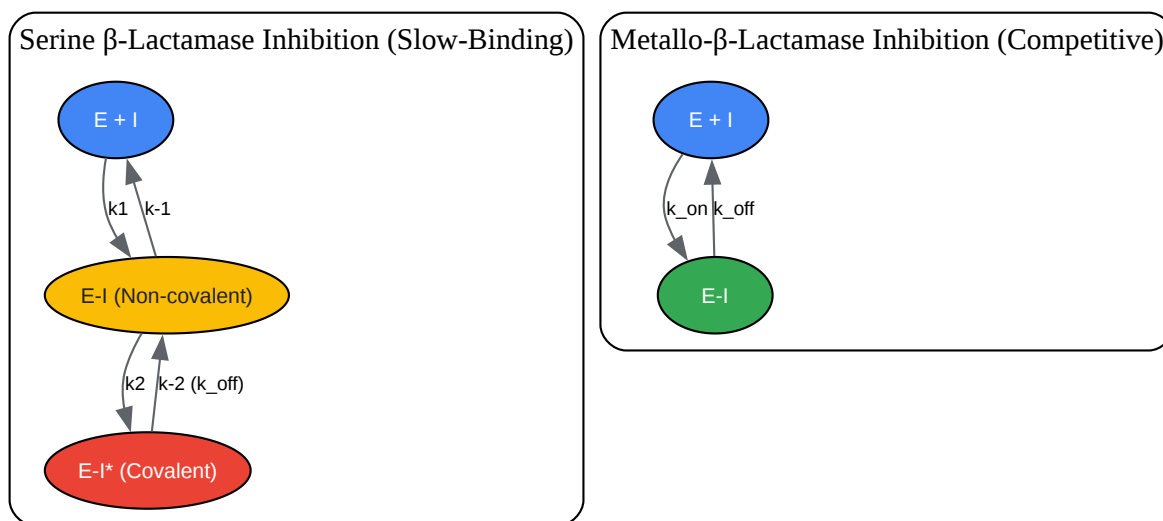 Serine β-Lactamase Inhibition (Slow-Binding)
E + I
k1
k-1
E-I (Non-covalent)
k2
k-2 (k_off)
E-I* (Covalent)
Metallo-β-Lactamase Inhibition (Competitive)
E + I
k_on
k_off
E-I